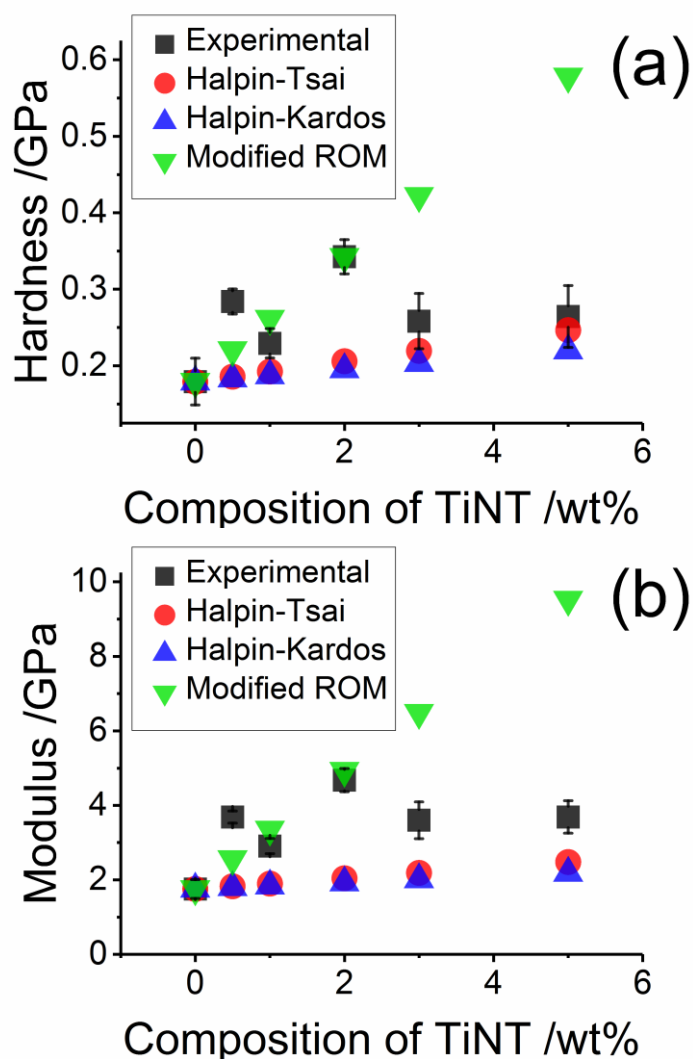 Experimental
Halpin-Tsai
Halpin-Kardos
Modified ROM
(a)
Hardness /GPa
0.6
0.5
0.4
0.3
0.2
0 2 4 6
Composition of TiNT /wt%
Experimental
Halpin-Tsai
Halpin-Kardos
Modified ROM
(b)
Modulus /GPa
10
8
6
4
2
0
0 2 4 6
Composition of TiNT /wt%